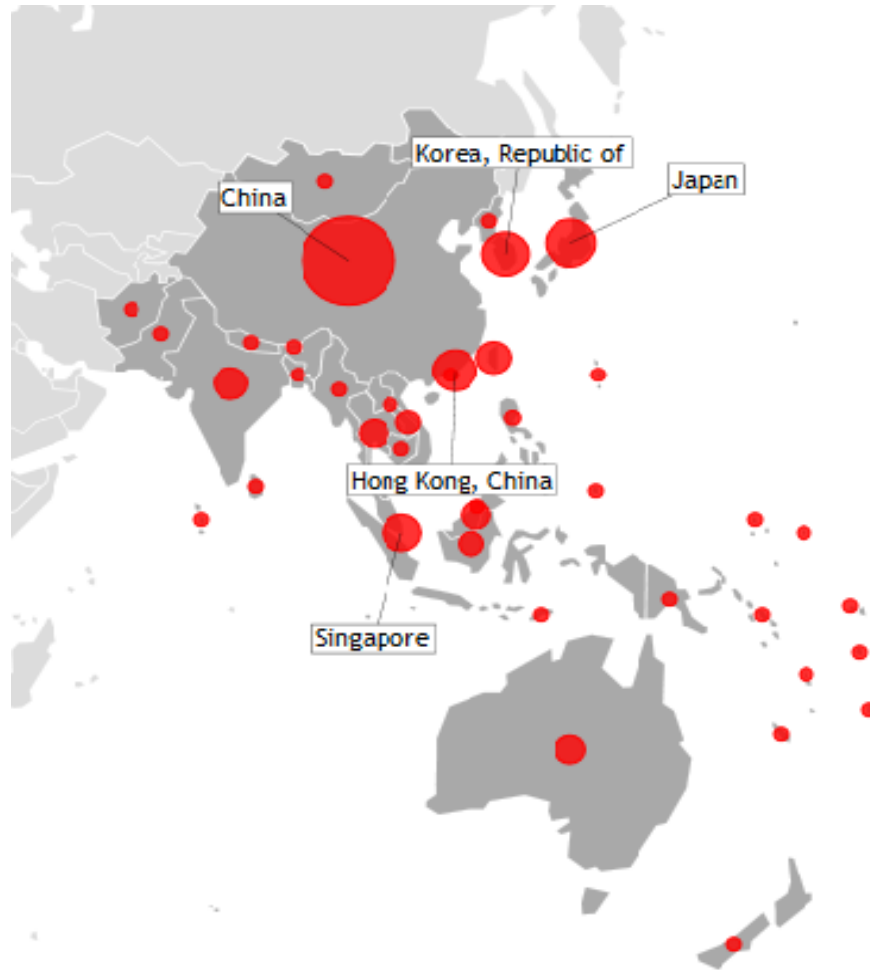 Korea, Republic of
Japan
China
Hong Kong, China
Singapore